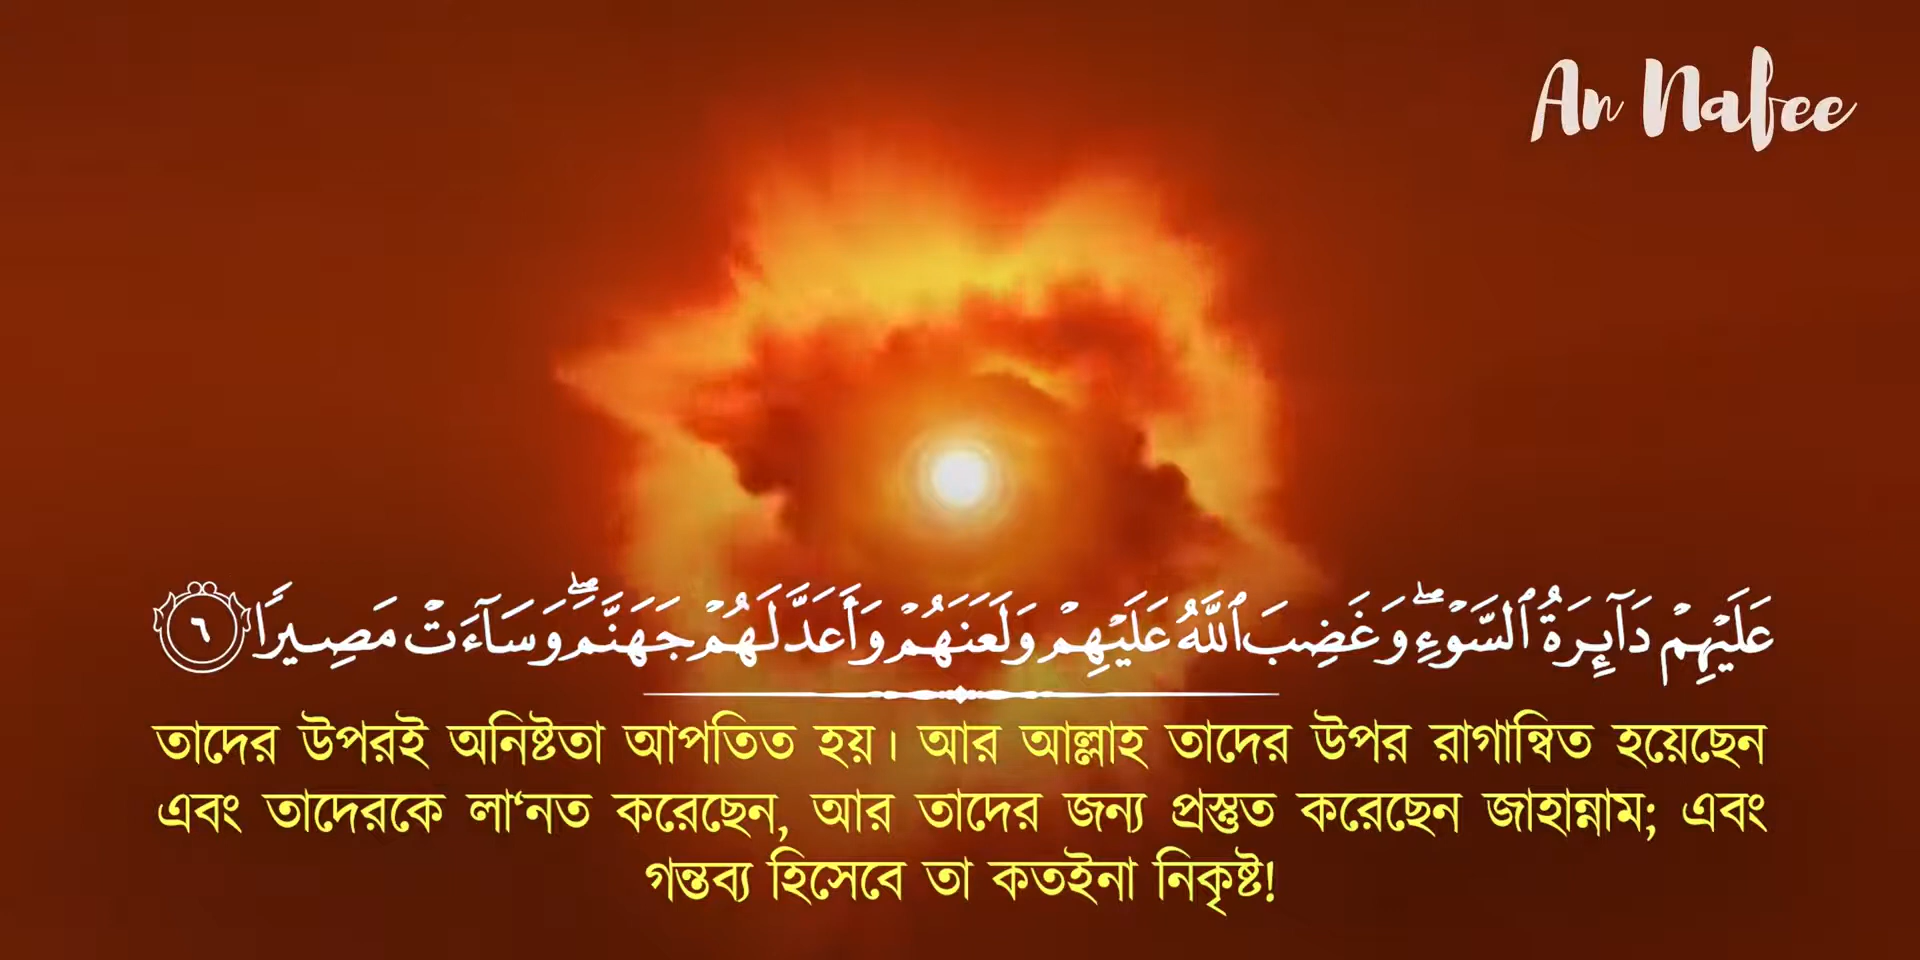 An Nafee
عَلَيْهِمْ دَآئِرَةُ ٱلسَّوْءِ ۖ وَغَضِبَ ٱللَّهُ عَلَيْهِمْ وَلَعَنَهُمْ وَأَعَدَّ لَهُمْ جَهَنَّمَ ۖ وَسَآءَتْ مَصِيرًا ٦
তাদের উপরই অনিষ্টতা আপতিত হয়। আর আল্লাহ তাদের উপর রাগান্বিত হয়েছেন
এবং তাদেরকে লা‘নত করেছেন, আর তাদের জন্য প্রস্তুত করেছেন জাহান্নাম; এবং
গন্তব্য হিসেবে তা কতইনা নিকৃষ্ট!